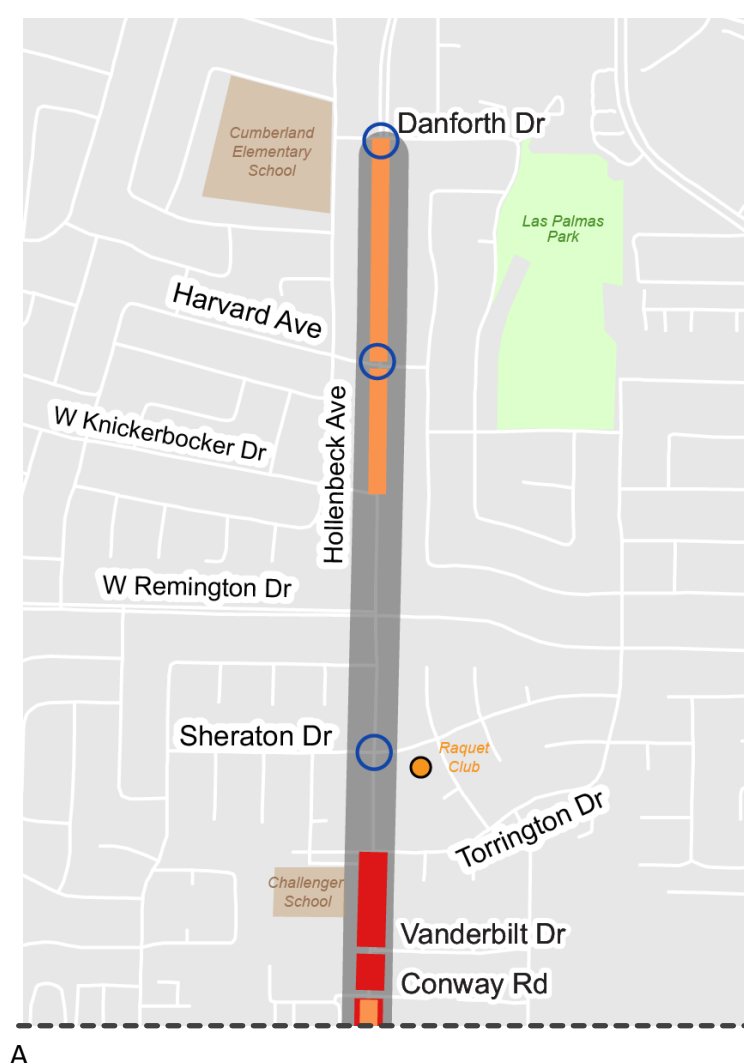 Danforth Dr
Cumberland
Elementary
School
Las Palmas
Park
Harvard Ave
Hollenbeck Ave
W Knickerbocker Dr
W Remington Dr
Sheraton Dr
Raquet
Club
Torrington Dr
Challenger
School
Vanderbilt Dr
Conway Rd
A